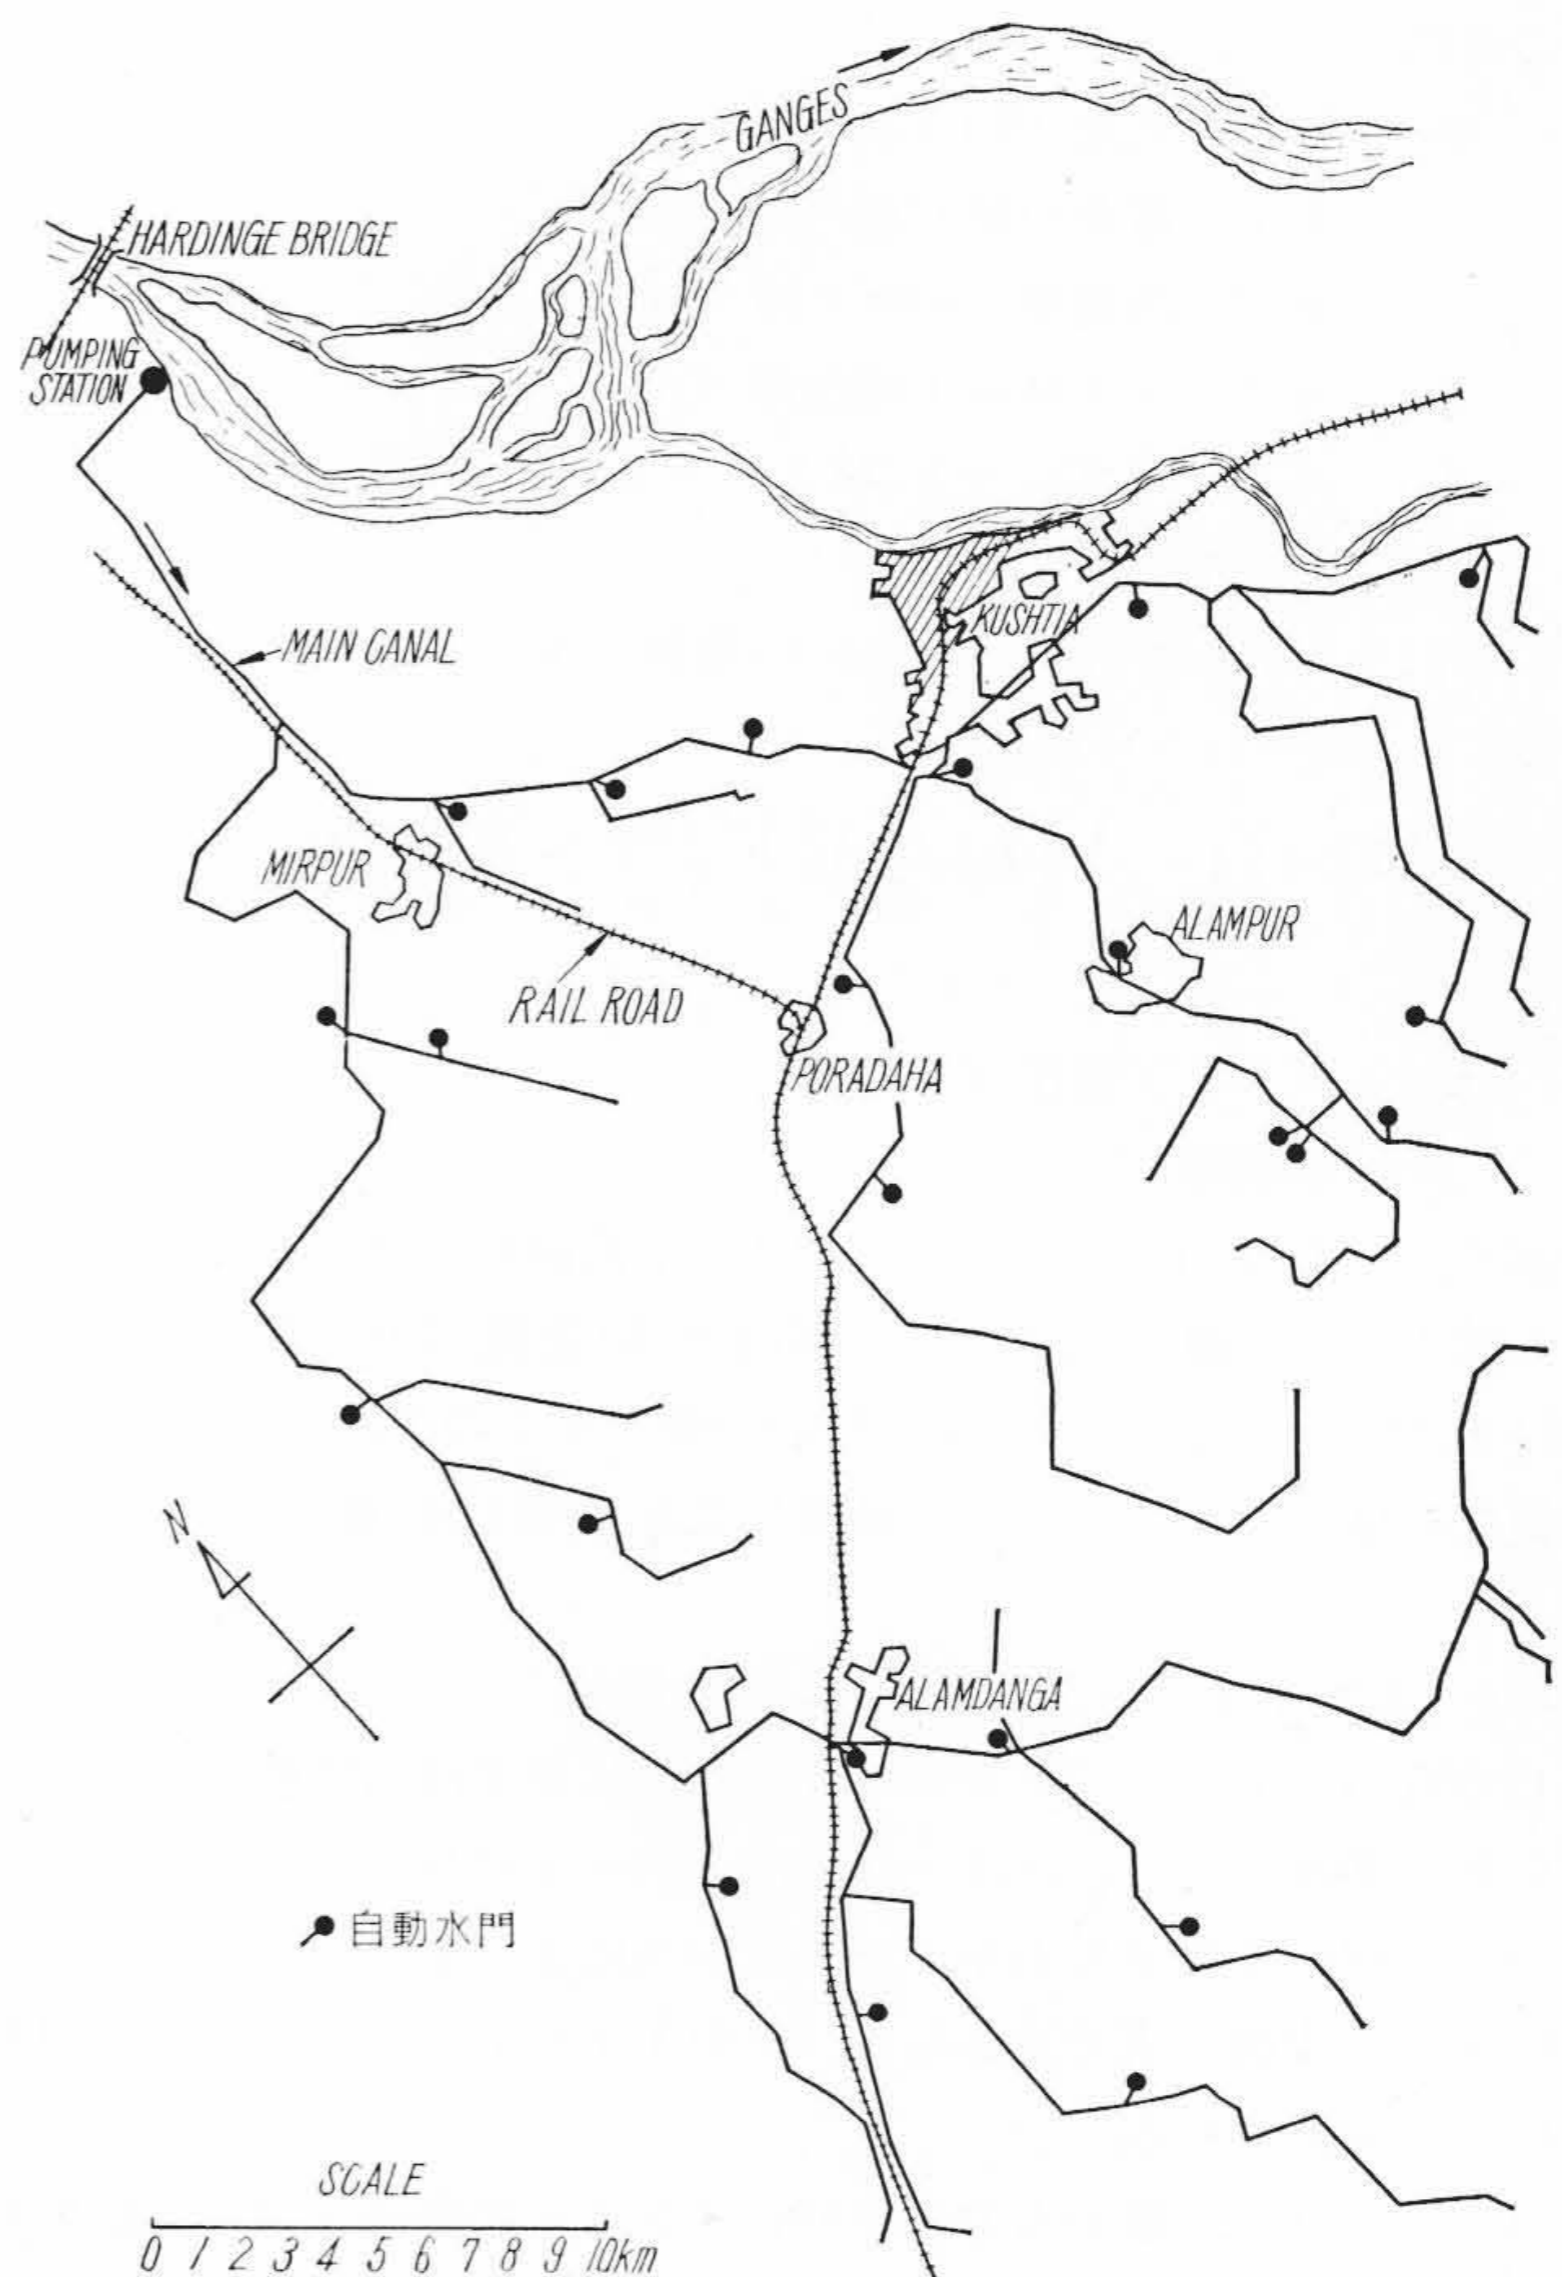 GANGES
HARDINGE BRIDGE
PUMPING
STATION
KUSHTIA
MAIN CANAL
MIRPUR
ALAMPUR
RAIL ROAD
PORADAHA
N
ALAMDANGA
自動水門
SCALE
0 1 2 3 4 5 6 7 8 9 10km